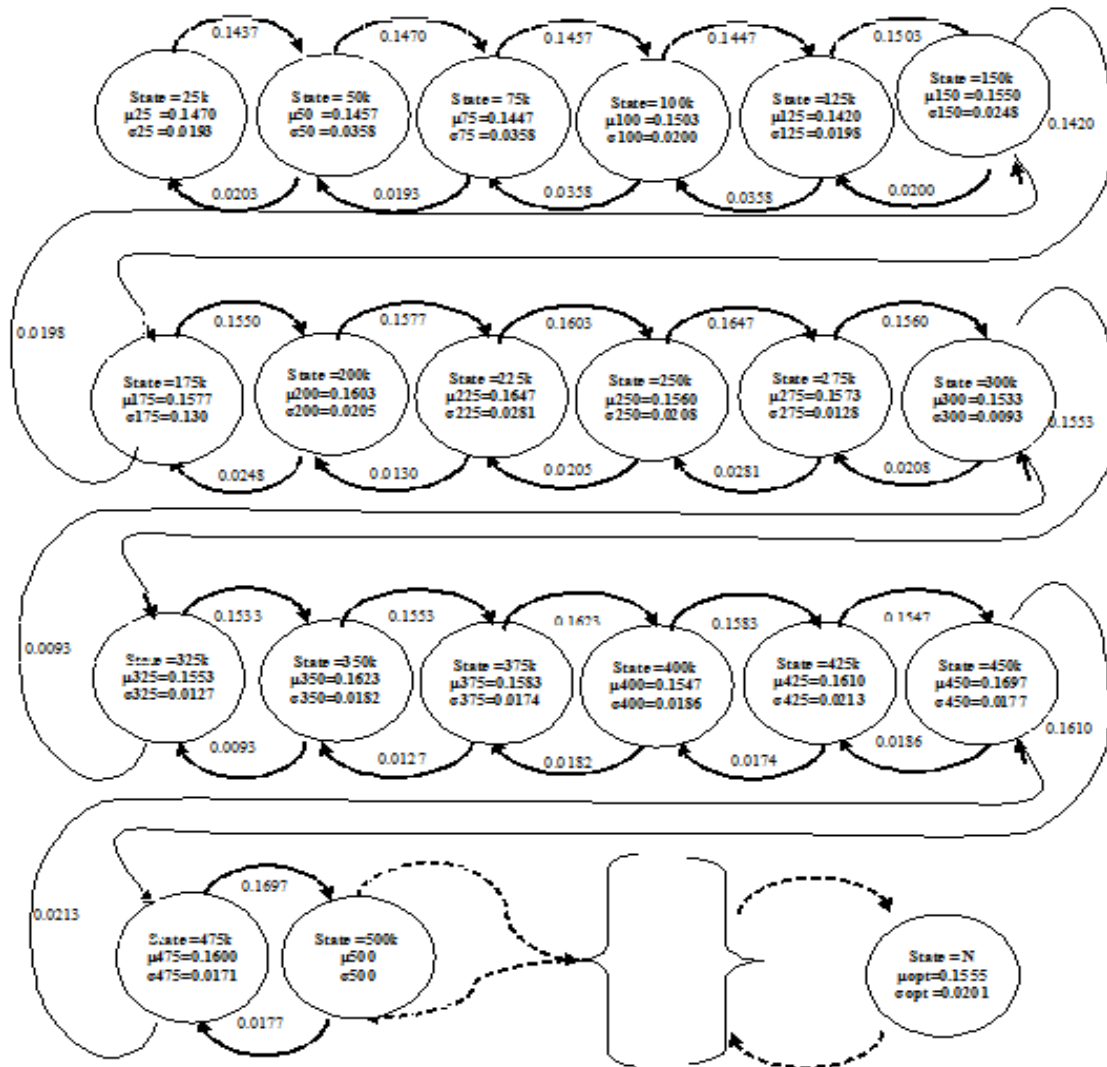 0.1437
0.1470
0.1457
0.1447
0.1503
State =25k
μ25 =0.1470
σ25 =0.0193
State = 50k
μ50 =0.1457
σ50 =0.0358
State = 75k
μ75=0.1447
σ75=0.0358
State=100k
μ100=0.1503
σ100=0.0200
State =125k
μ125=0.1420
σ125=0.0198
State =150k
μ150=0.1550
σ150=0.0248
0.1420
0.0203
0.0193
0.0358
0.0358
0.0200
0.0198
0.1550
0.1577
0.1603
0.1647
0.1560
State =175k
μ175=0.1577
σ175=0.130
State =200k
μ200=0.1603
σ200=0.0205
State =225k
μ225=0.1647
σ225=0.0281
State =250k
μ250=0.1560
σ250=0.0208
State =275k
μ275=0.1573
σ275=0.0128
State =300k
μ300=0.1533
σ300=0.0093
0.1553
0.0248
0.0130
0.0205
0.0281
0.0208
0.0093
0.1533
0.1553
0.1623
0.1583
0.1547
State =325k
μ325=0.1553
σ325=0.0127
State =350k
μ350=0.1623
σ350=0.0182
State =375k
μ375=0.1583
σ375=0.0174
State =400k
μ400=0.1547
σ400=0.0186
State =425k
μ425=0.1610
σ425=0.0213
State =450k
μ450=0.1697
σ450=0.0177
0.1610
0.0093
0.0127
0.0182
0.0174
0.0186
0.0213
0.1697
State=475k
μ475=0.1600
σ475=0.0171
State =500k
μ500
σ500
State = N
μopt=0.1555
σopt =0.0201
0.0177